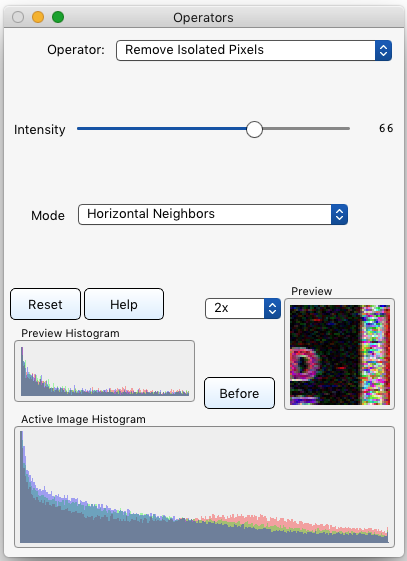 Operators
Operator: Remove Isolated Pixels
Intensity 66
Mode Horizontal Neighbors
Reset Help 2x Preview
Preview Histogram
Before
Active Image Histogram